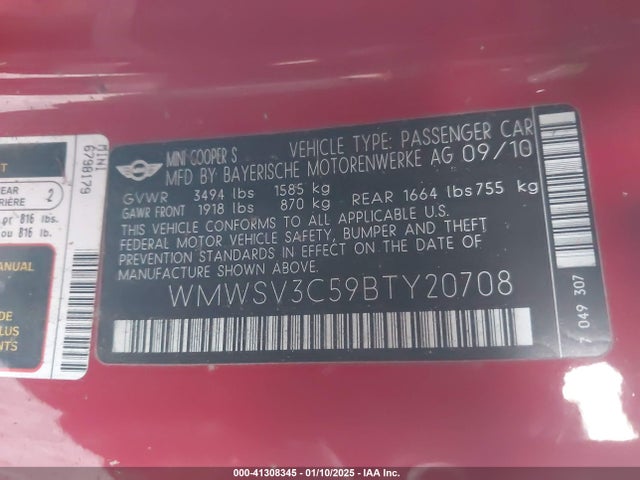 MINI COOPER S VEHICLE TYPE: PASSENGER CAR
MFD BY BAYERISCHE MOTORENWERKE AG 09/10
GVWR 3494 lbs 1585 kg
GAWR FRONT 1918 lbs 870 kg REAR 1664 lbs 755 kg
THIS VEHICLE CONFORMS TO ALL APPLICABLE U.S.
FEDERAL MOTOR VEHICLE SAFETY, BUMPER AND THEFT
PREVENTION STANDARDS IN EFFECT ON THE DATE OF
MANUFACTURE SHOWN ABOVE.
WMWSV3C59BTY20708
7 049 307
MINI
6798179
2
816 lbs.
ou 816 lb.
MANUAL
PLUS
000-41308345 / 01/10/2025 - IAA Inc.